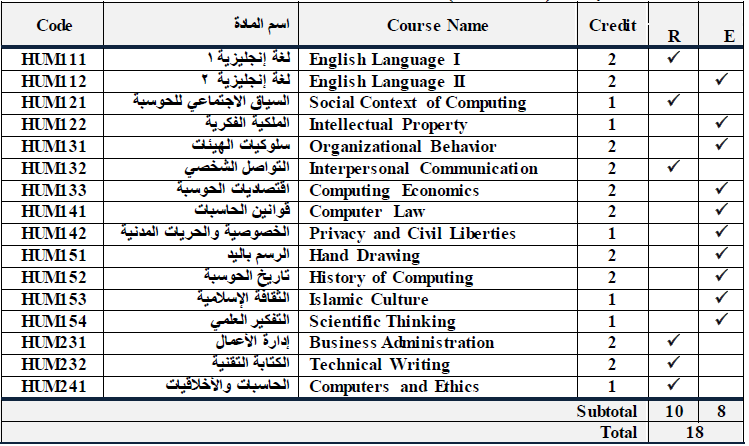 Code اسم المادة Course Name Credit R E
HUM111 لغة إنجليزية ١ English Language I 2 ✓
HUM112 لغة إنجليزية ٢ English Language II 2 ✓
HUM121 السياق الاجتماعي للحوسبة Social Context of Computing 1 ✓
HUM122 الملكية الفكرية Intellectual Property 1 ✓
HUM131 سلوكيات الهيئات Organizational Behavior 2 ✓
HUM132 التواصل الشخصي Interpersonal Communication 2 ✓
HUM133 اقتصاديات الحوسبة Computing Economics 2 ✓
HUM141 قوانين الحاسبات Computer Law 2 ✓
HUM142 الخصوصية والحريات المدنية Privacy and Civil Liberties 1 ✓
HUM151 الرسم باليد Hand Drawing 2 ✓
HUM152 تاريخ الحوسبة History of Computing 2 ✓
HUM153 الثقافة الإسلامية Islamic Culture 1 ✓
HUM154 التفكير العلمي Scientific Thinking 1 ✓
HUM231 إدارة الأعمال Business Administration 2 ✓
HUM232 الكتابة التقنية Technical Writing 2 ✓
HUM241 الحاسبات والأخلاقيات Computers and Ethics 1 ✓
Subtotal 10 8
Total 18